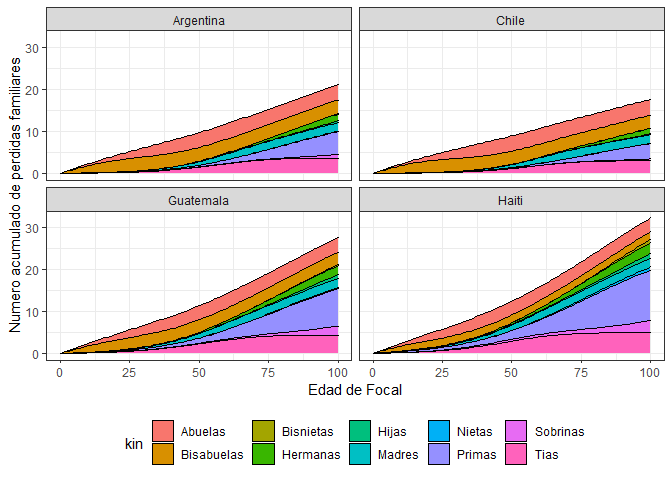 Argentina
Chile
30
20
10
0
Guatemala
Haiti
30
20
10
0
0
25
50
75
100
0
25
50
75
100
Numero acumulado de perdidas familiares
Edad de Focal
kin
Abuelas
Bisnietas
Hijas
Nietas
Sobrinas
Bisabuelas
Hermanas
Madres
Primas
Tias